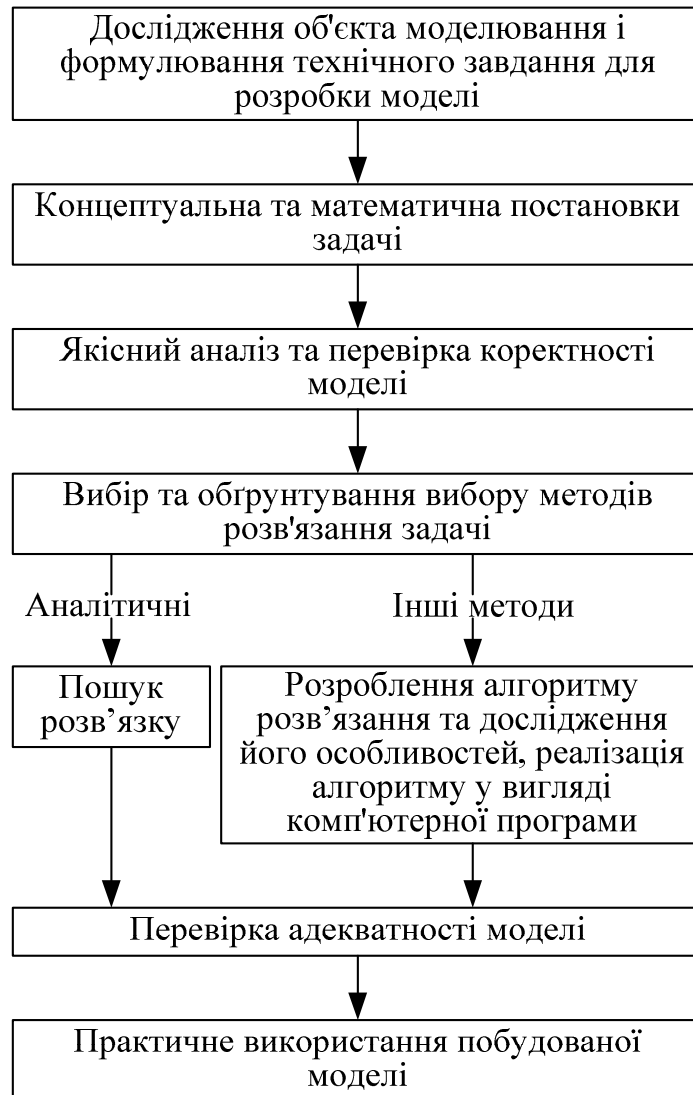 Дослідження об'єкта моделювання і
формулювання технічного завдання для
розробки моделі
Концептуальна та математична постановки
задачі
Якісний аналіз та перевірка коректності
моделі
Вибір та обґрунтування вибору методів
розв'язання задачі
Аналітичні
Інші методи
Пошук
розв’язку
Розроблення алгоритму
розв’язання та дослідження
його особливостей, реалізація
алгоритму у вигляді
комп'ютерної програми
Перевірка адекватності моделі
Практичне використання побудованої
моделі